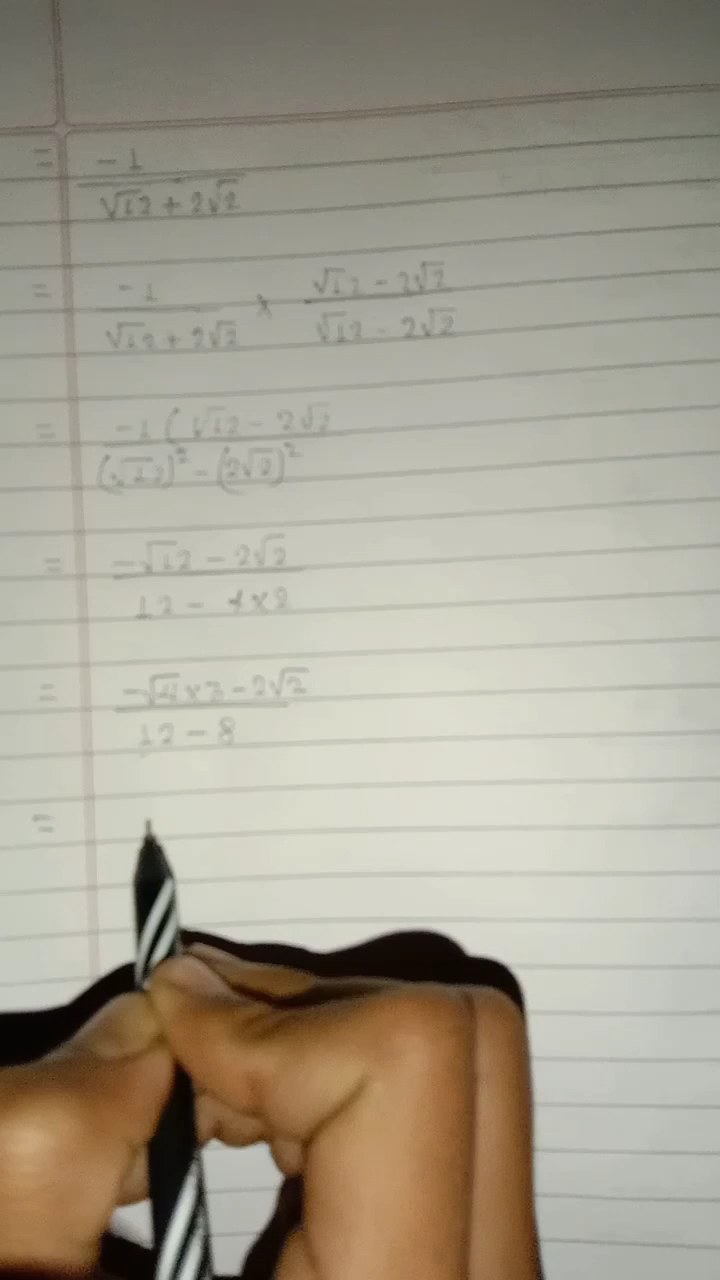 = -1 / √12 + 2√2
= -1 / √12 + 2√2 × √12 - 2√2 / √12 - 2√2
= -1 (√12 - 2√2 / (√12)² - (2√2)²
= -√12 - 2√2 / 12 - 4×2
= -√4×3 - 2√2 / 12 - 8
=